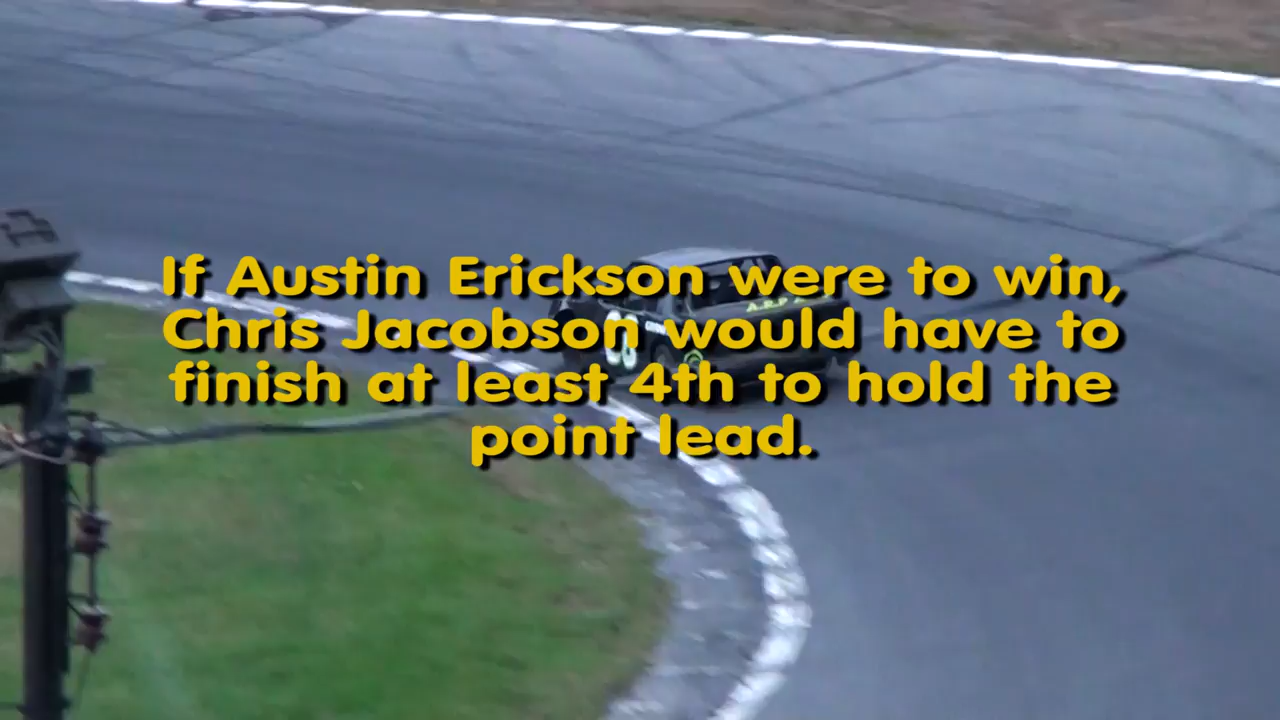 If Austin Erickson were to win,
Chris Jacobson would have to
finish at least 4th to hold the
point lead.